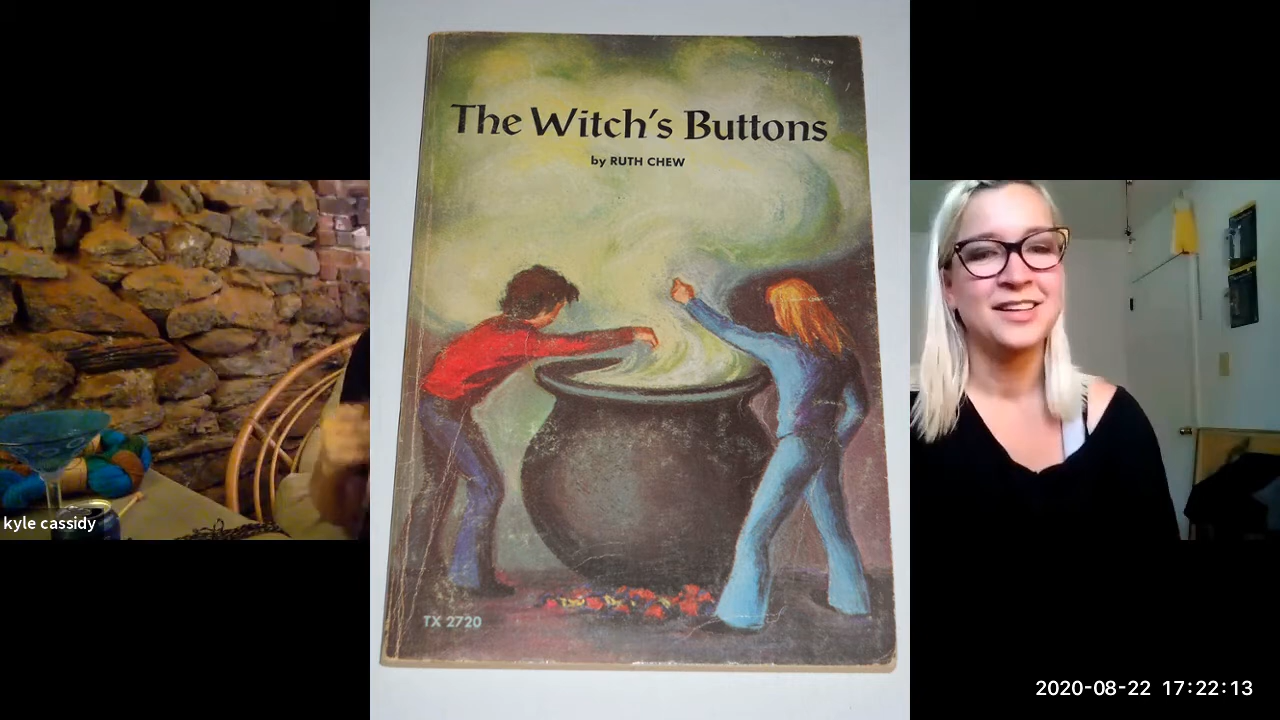 The Witch's Buttons
by RUTH CHEW
TX 2720
kyle cassidy
2020-08-22 17:22:13